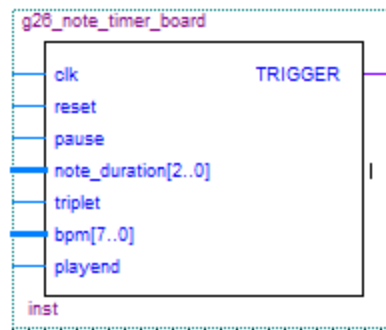 g26_note_timer_board
clk TRIGGER
reset
pause
note_duration[2..0]
triplet
bpm[7..0]
playend
inst